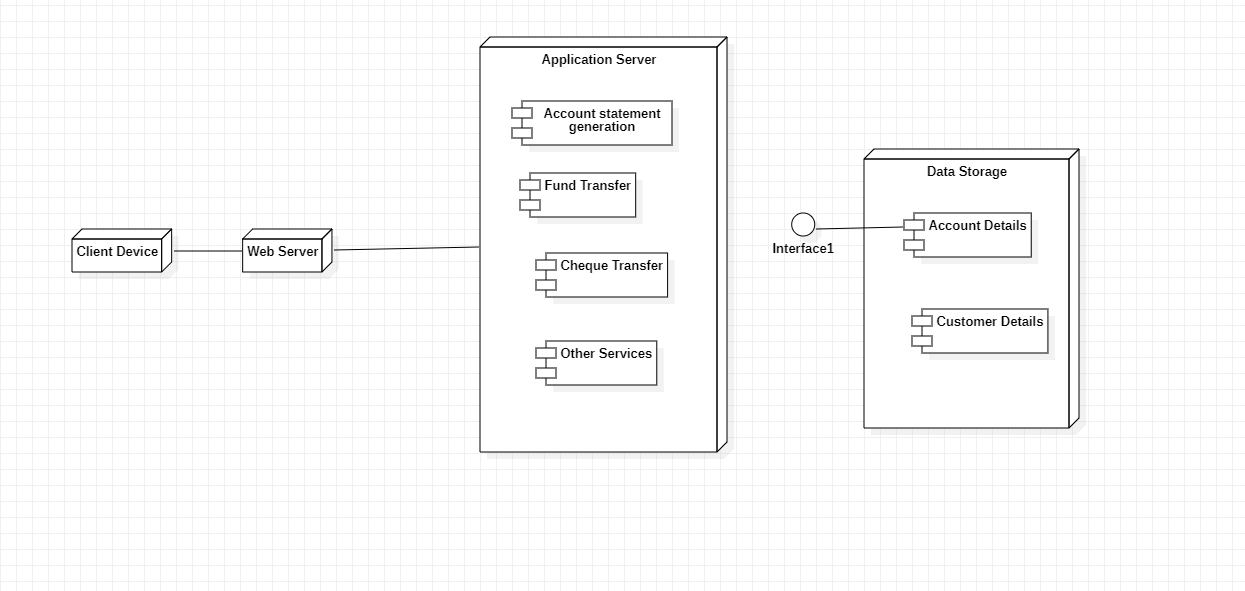 Application Server
Account statement
generation
Fund Transfer
Cheque Transfer
Other Services
Client Device
Web Server
Interface1
Data Storage
Account Details
Customer Details